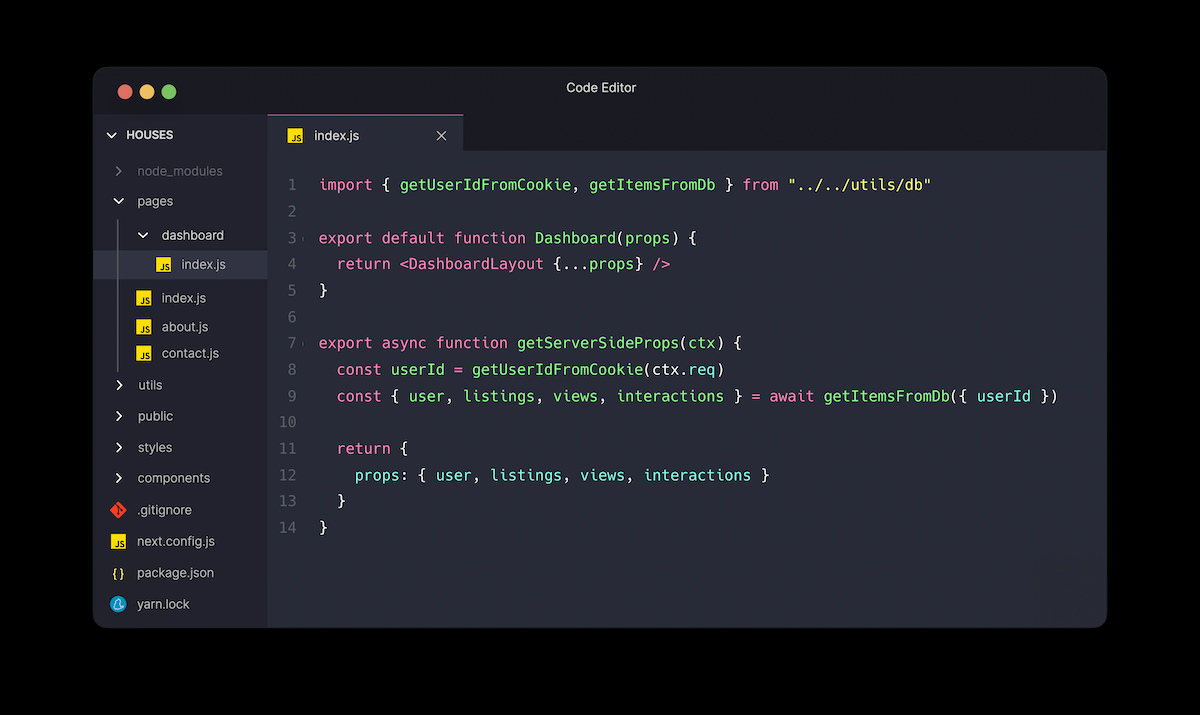 Code Editor
HOUSES
node_modules
pages
dashboard
JS index.js
JS index.js
JS about.js
JS contact.js
utils
public
styles
components
.gitignore
JS next.config.js
{ } package.json
yarn.lock
JS index.js
1 import { getUserIdFromCookie, getItemsFromDb } from "../../utils/db"
2
3 export default function Dashboard(props) {
4   return <DashboardLayout {...props} />
5 }
6
7 export async function getServerSideProps(ctx) {
8   const userId = getUserIdFromCookie(ctx.req)
9   const { user, listings, views, interactions } = await getItemsFromDb({ userId })
10
11   return {
12     props: { user, listings, views, interactions }
13   }
14 }